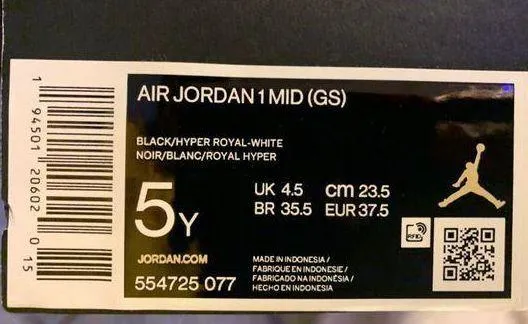 AIR JORDAN 1 MID (GS)
BLACK/HYPER ROYAL-WHITE
NOIR/BLANC/ROYAL HYPER
5Y
UK 4.5 cm 23.5
BR 35.5 EUR 37.5
RFID
JORDAN.COM
554725 077
MADE IN INDONESIA/
FABRIQUE EN INDONESIE/
FABRICADO NA INDONÉSIA/
HECHO EN INDONESIA
1 94501 20602 0 15